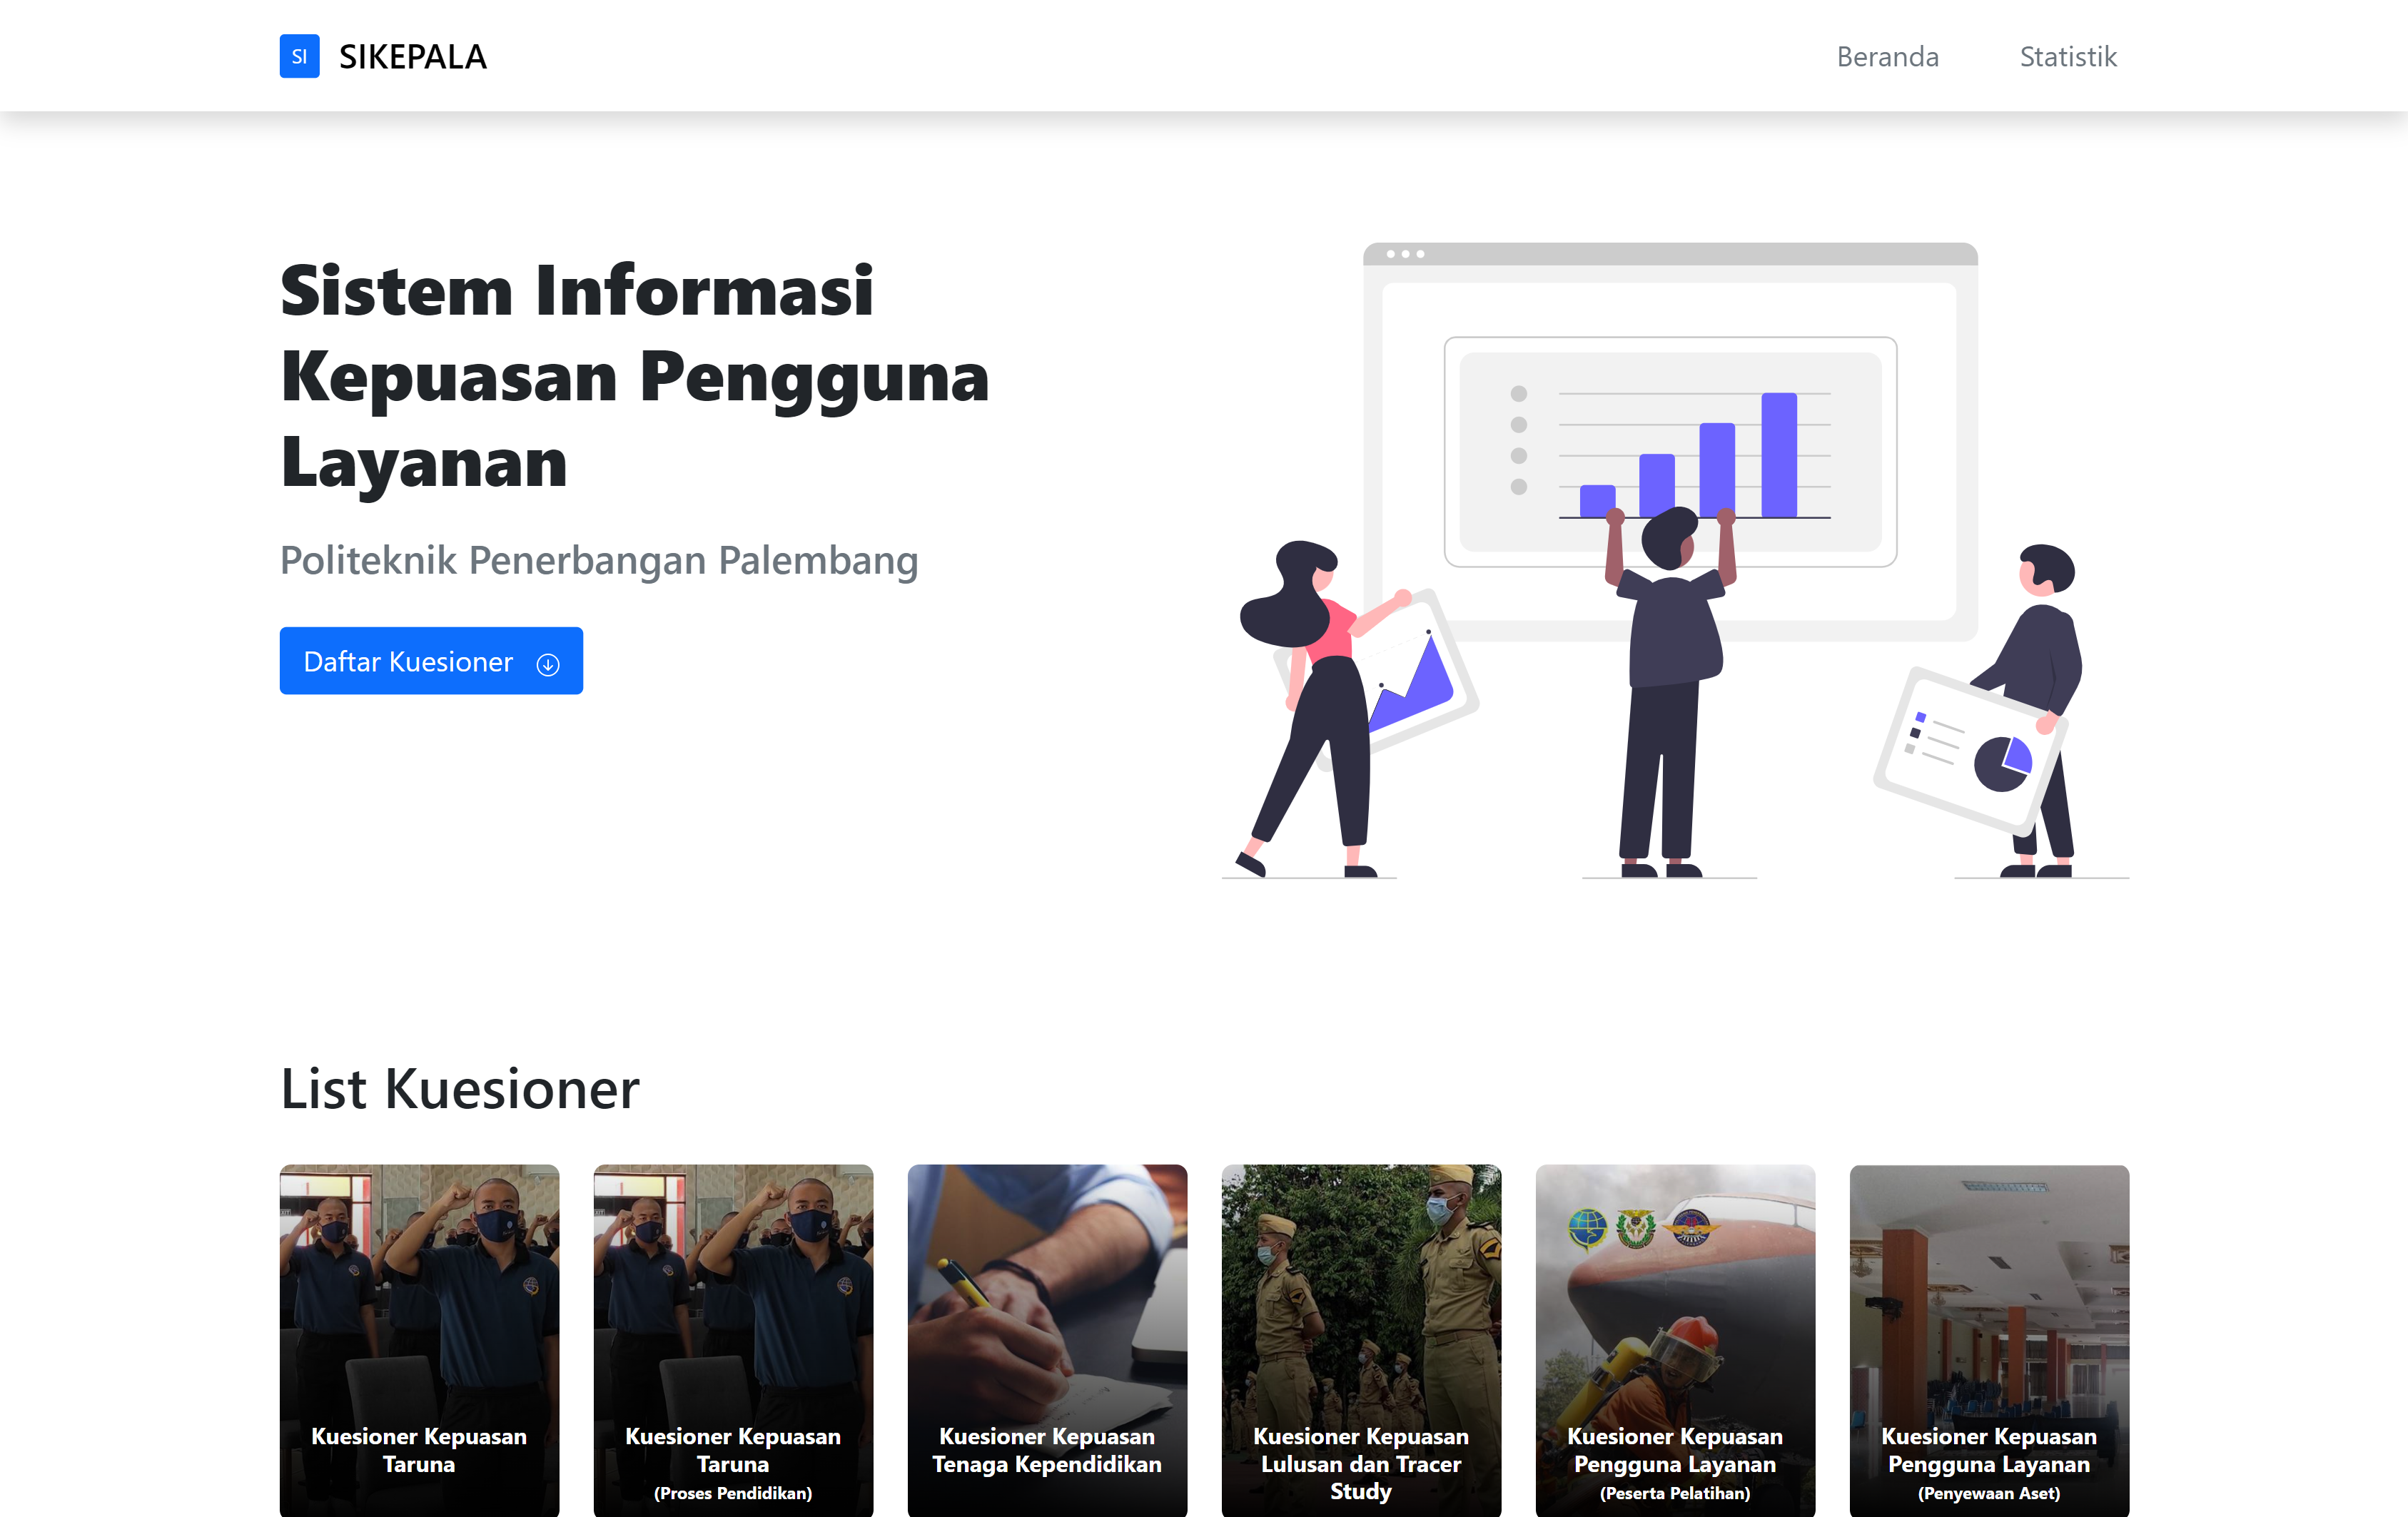 SI
SIKEPALA
Beranda
Statistik
Sistem Informasi
Kepuasan Pengguna
Layanan
Politeknik Penerbangan Palembang
Daftar Kuesioner
List Kuesioner
Kuesioner Kepuasan
Taruna
Kuesioner Kepuasan
Taruna
(Proses Pendidikan)
Kuesioner Kepuasan
Tenaga Kependidikan
Kuesioner Kepuasan
Lulusan dan Tracer
Study
Kuesioner Kepuasan
Pengguna Layanan
(Peserta Pelatihan)
Kuesioner Kepuasan
Pengguna Layanan
(Penyewaan Aset)